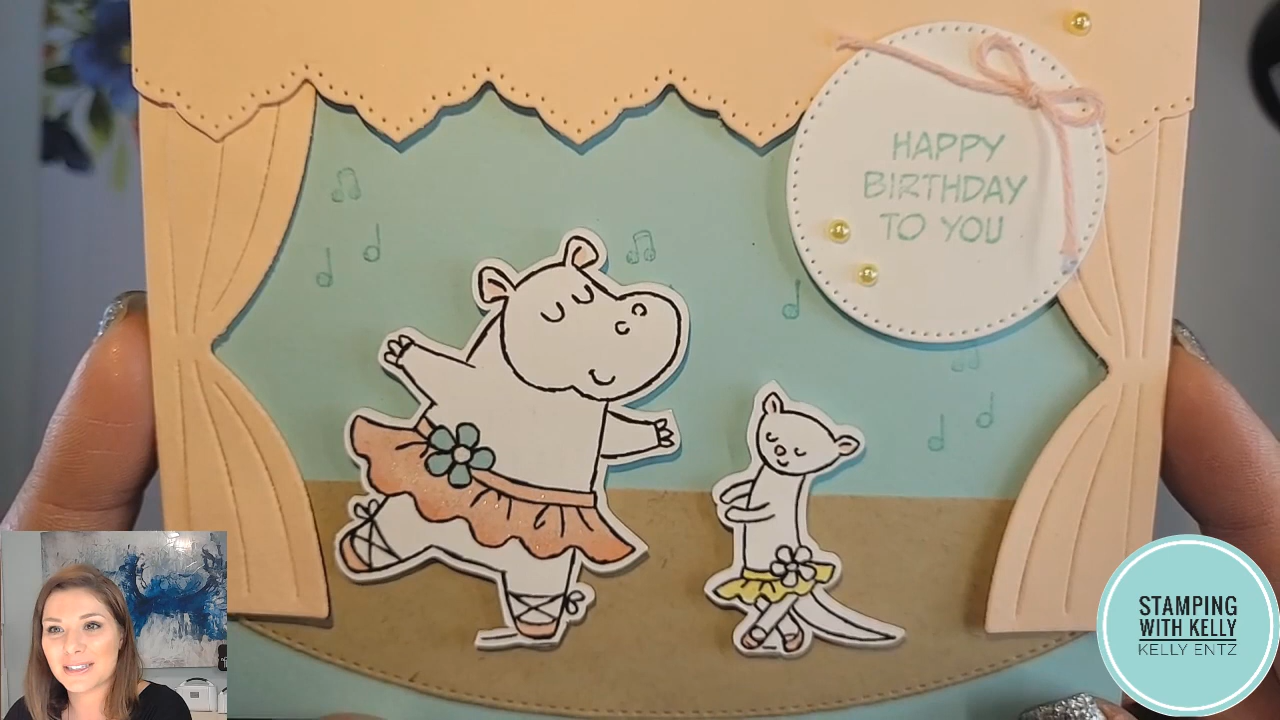 HAPPY
BIRTHDAY
TO YOU
STAMPING
WITH KELLY
KELLY ENTZ